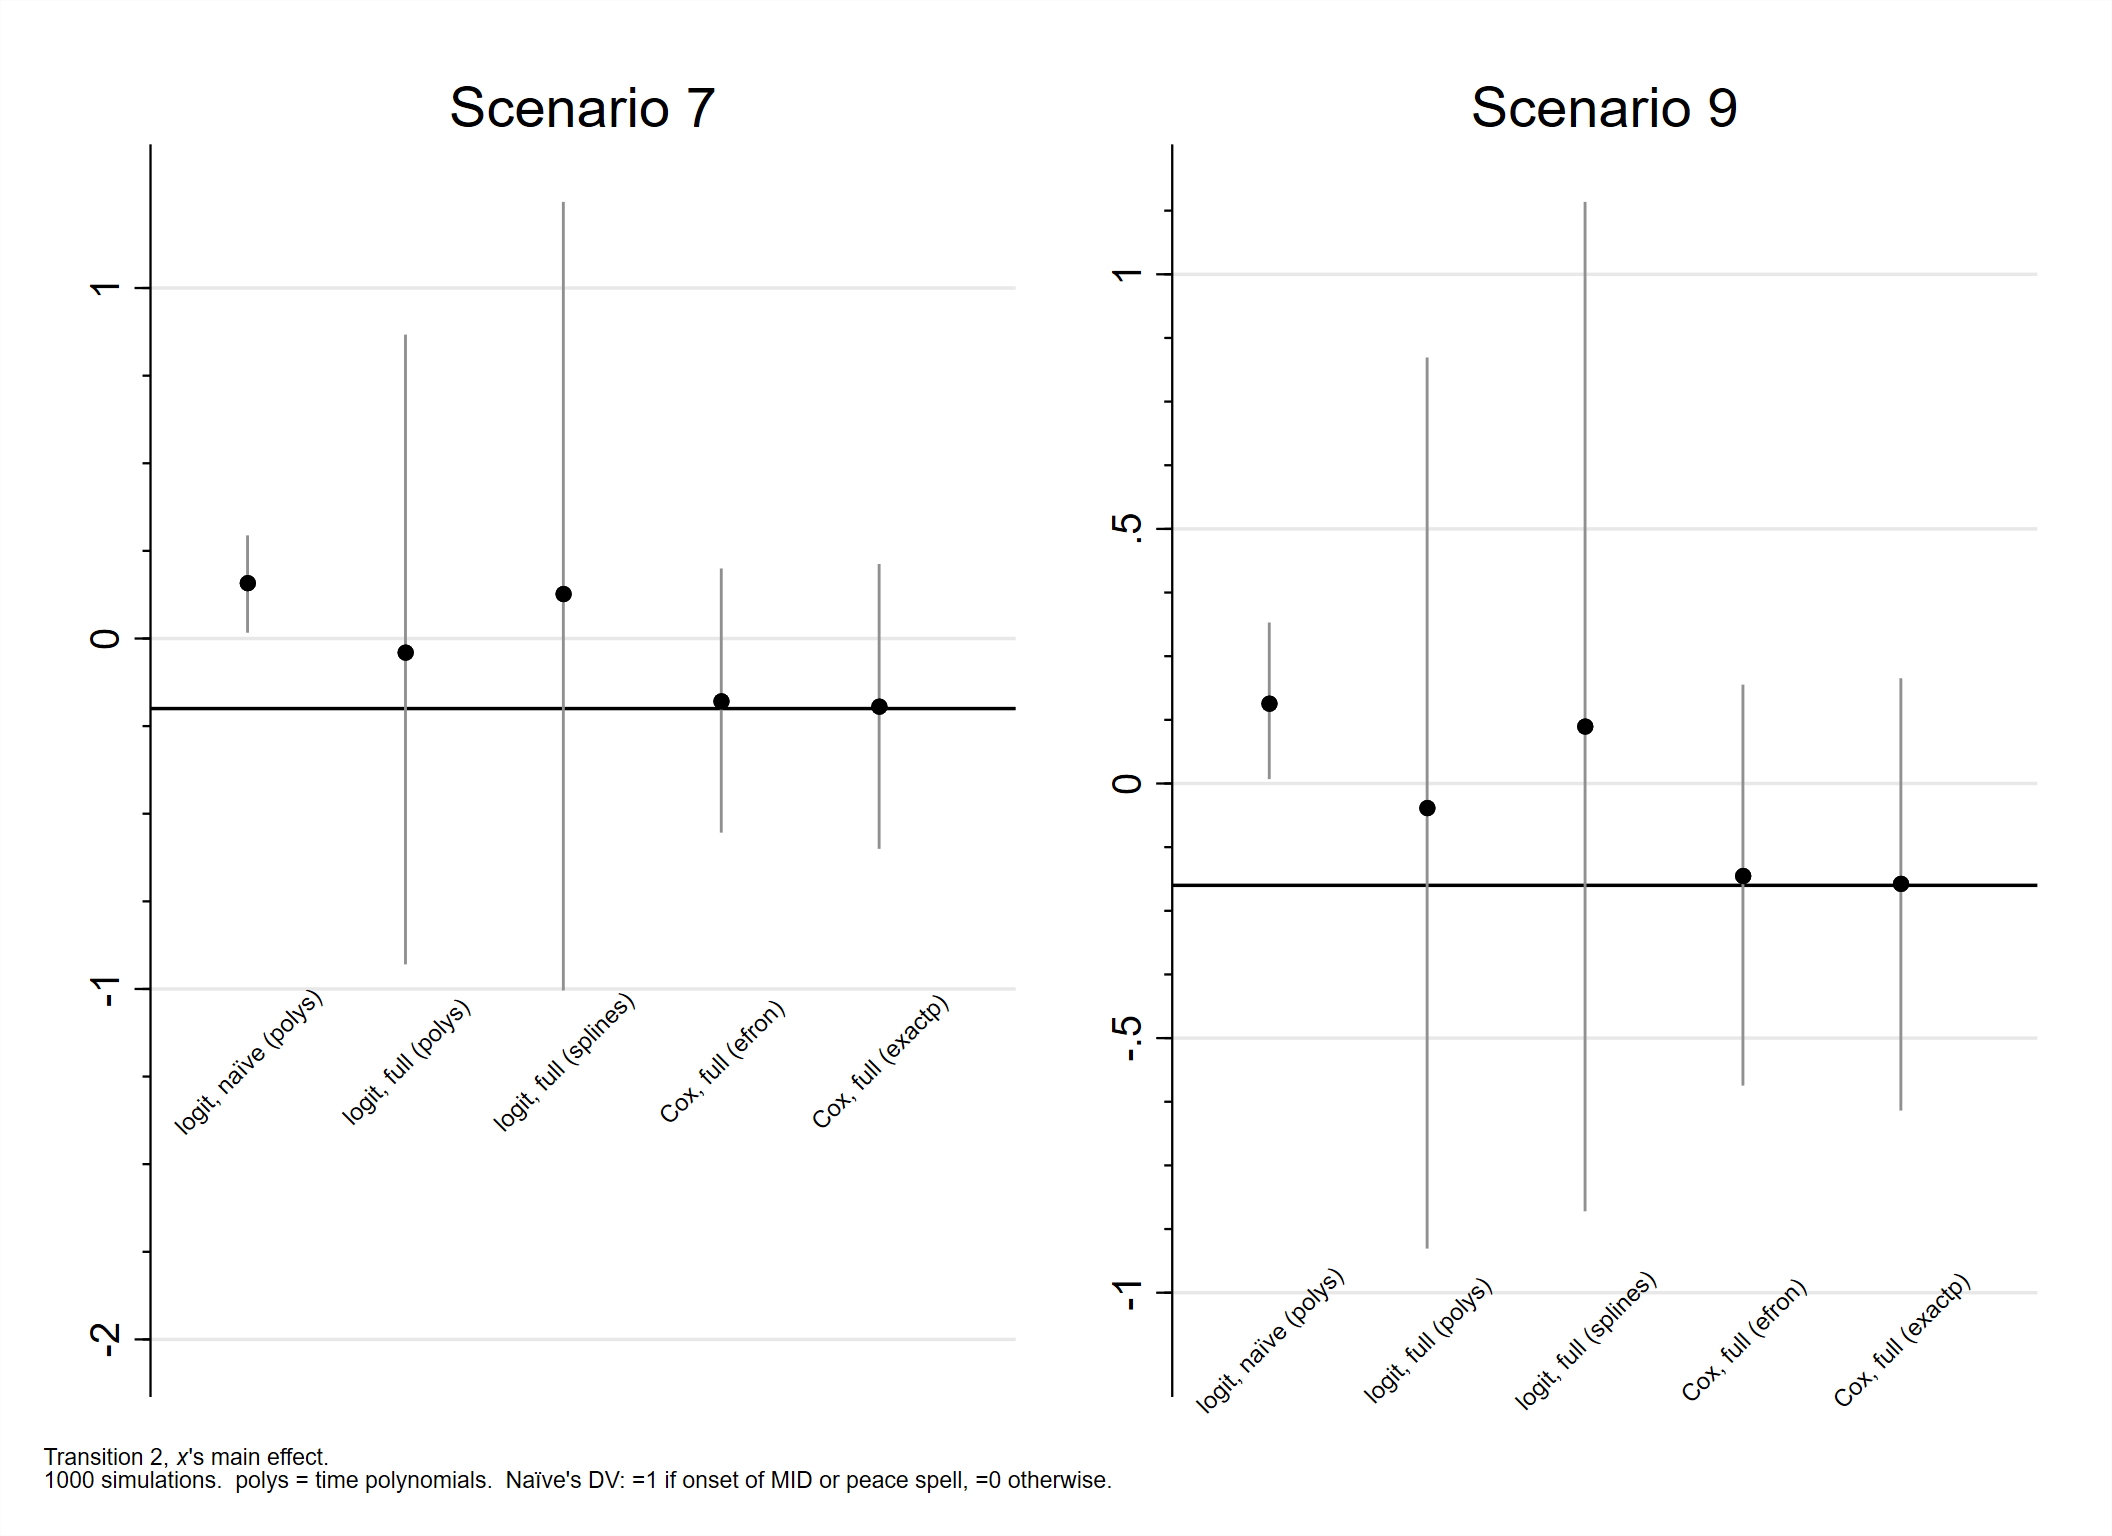 Scenario 7
1
0
-1
-2
logit, naïve (polys)
logit, full (polys)
logit, full (splines)
Cox, full (efron)
Cox, full (exactp)
Scenario 9
1
.5
0
-.5
-1
logit, naïve (polys)
logit, full (polys)
logit, full (splines)
Cox, full (efron)
Cox, full (exactp)
Transition 2, x's main effect.
1000 simulations.  polys = time polynomials.  Naïve's DV: =1 if onset of MID or peace spell, =0 otherwise.